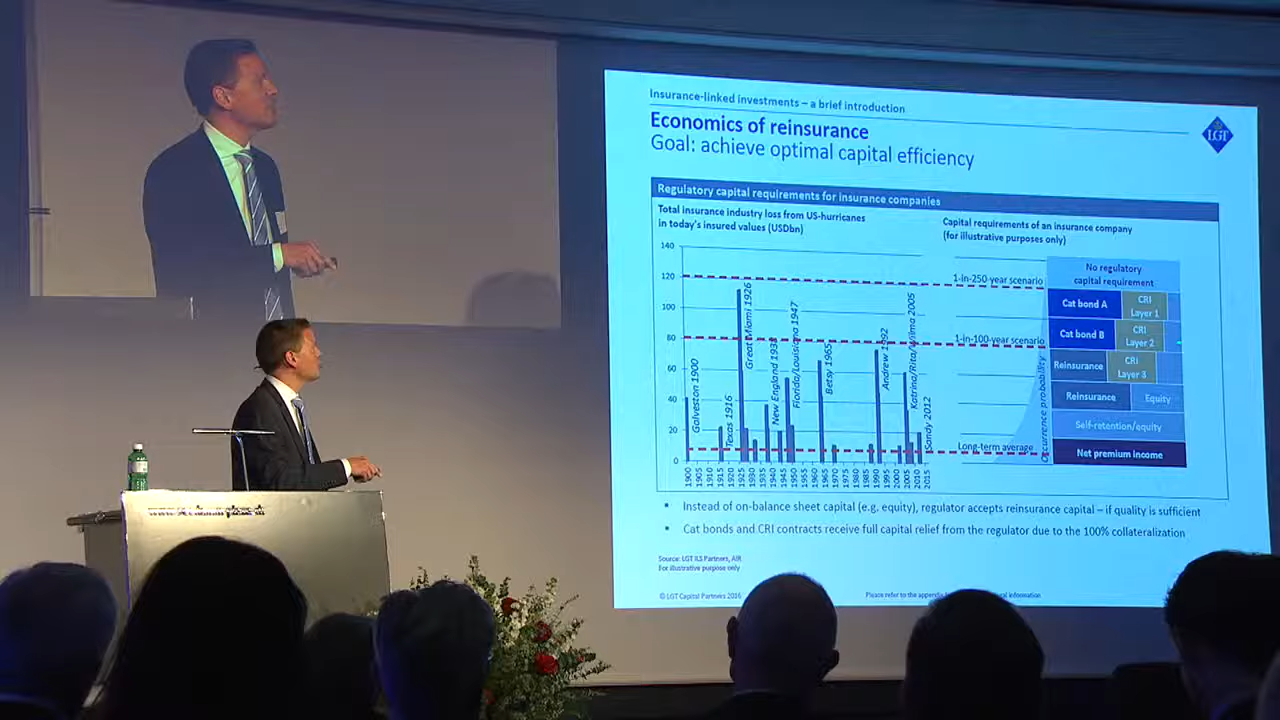 Insurance-linked investments – a brief introduction
Economics of reinsurance
Goal: achieve optimal capital efficiency
LGT
Regulatory capital requirements for insurance companies
Total insurance industry loss from US-hurricanes
in today's insured values (USDbn)
140
120
100
80
60
40
20
0
Galveston 1900
Texas 1916
Great Miami 1926
New England 1938
Florida/Louisiana 1947
Betsy 1965
Andrew 1992
Katrina/Rita/Wilma 2005
Sandy 2012
1900 1905 1910 1915 1920 1925 1930 1935 1940 1945 1950 1955 1960 1965 1970 1975 1980 1985 1990 1995 2000 2005 2010 2015
Capital requirements of an insurance company
(for illustrative purposes only)
1-in-250-year scenario
1-in-100-year scenario
Long-term average
Occurrence probability
No regulatory
capital requirement
Cat bond A
CRI
Layer 1
Cat bond B
CRI
Layer 2
Reinsurance
CRI
Layer 3
Reinsurance
Equity
Self-retention/equity
Net premium income
Instead of on-balance sheet capital (e.g. equity), regulator accepts reinsurance capital – if quality is sufficient
Cat bonds and CRI contracts receive full capital relief from the regulator due to the 100% collateralization
Source: LGT ILS Partners, AIR
For illustrative purpose only
© LGT Capital Partners 2016
Please refer to the appendix
information